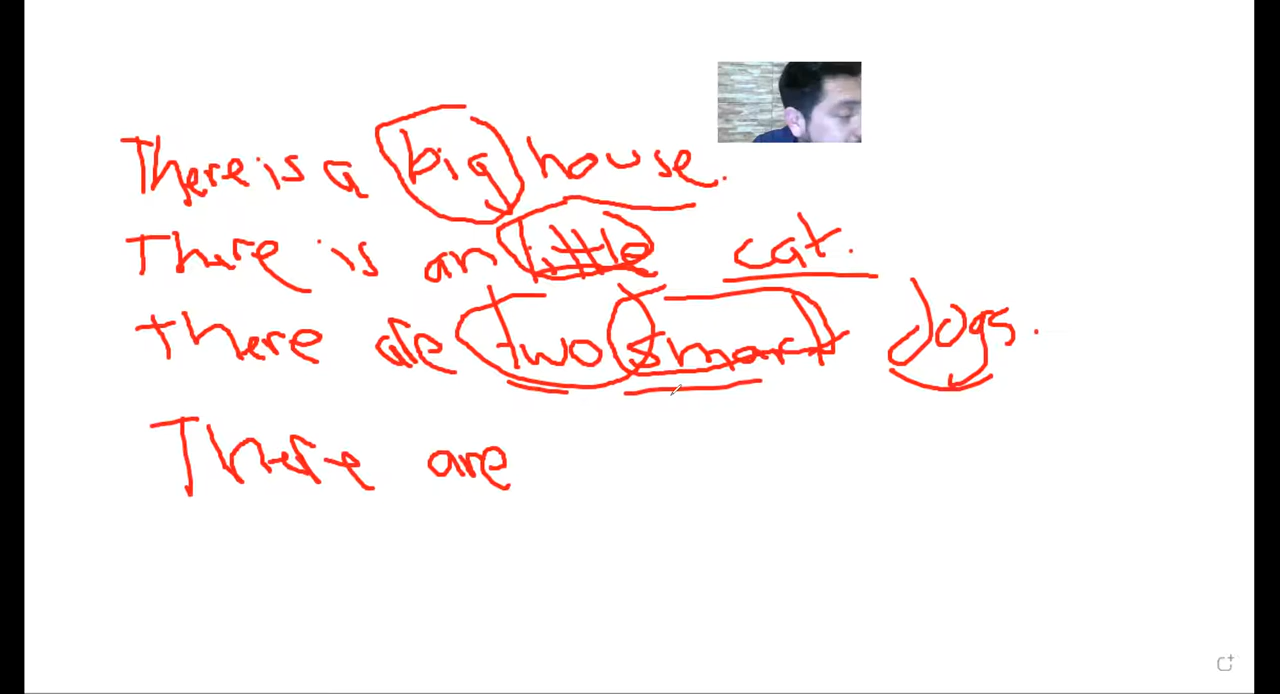 There is a big house.
There is an little cat.
there are two smart dogs.
There are